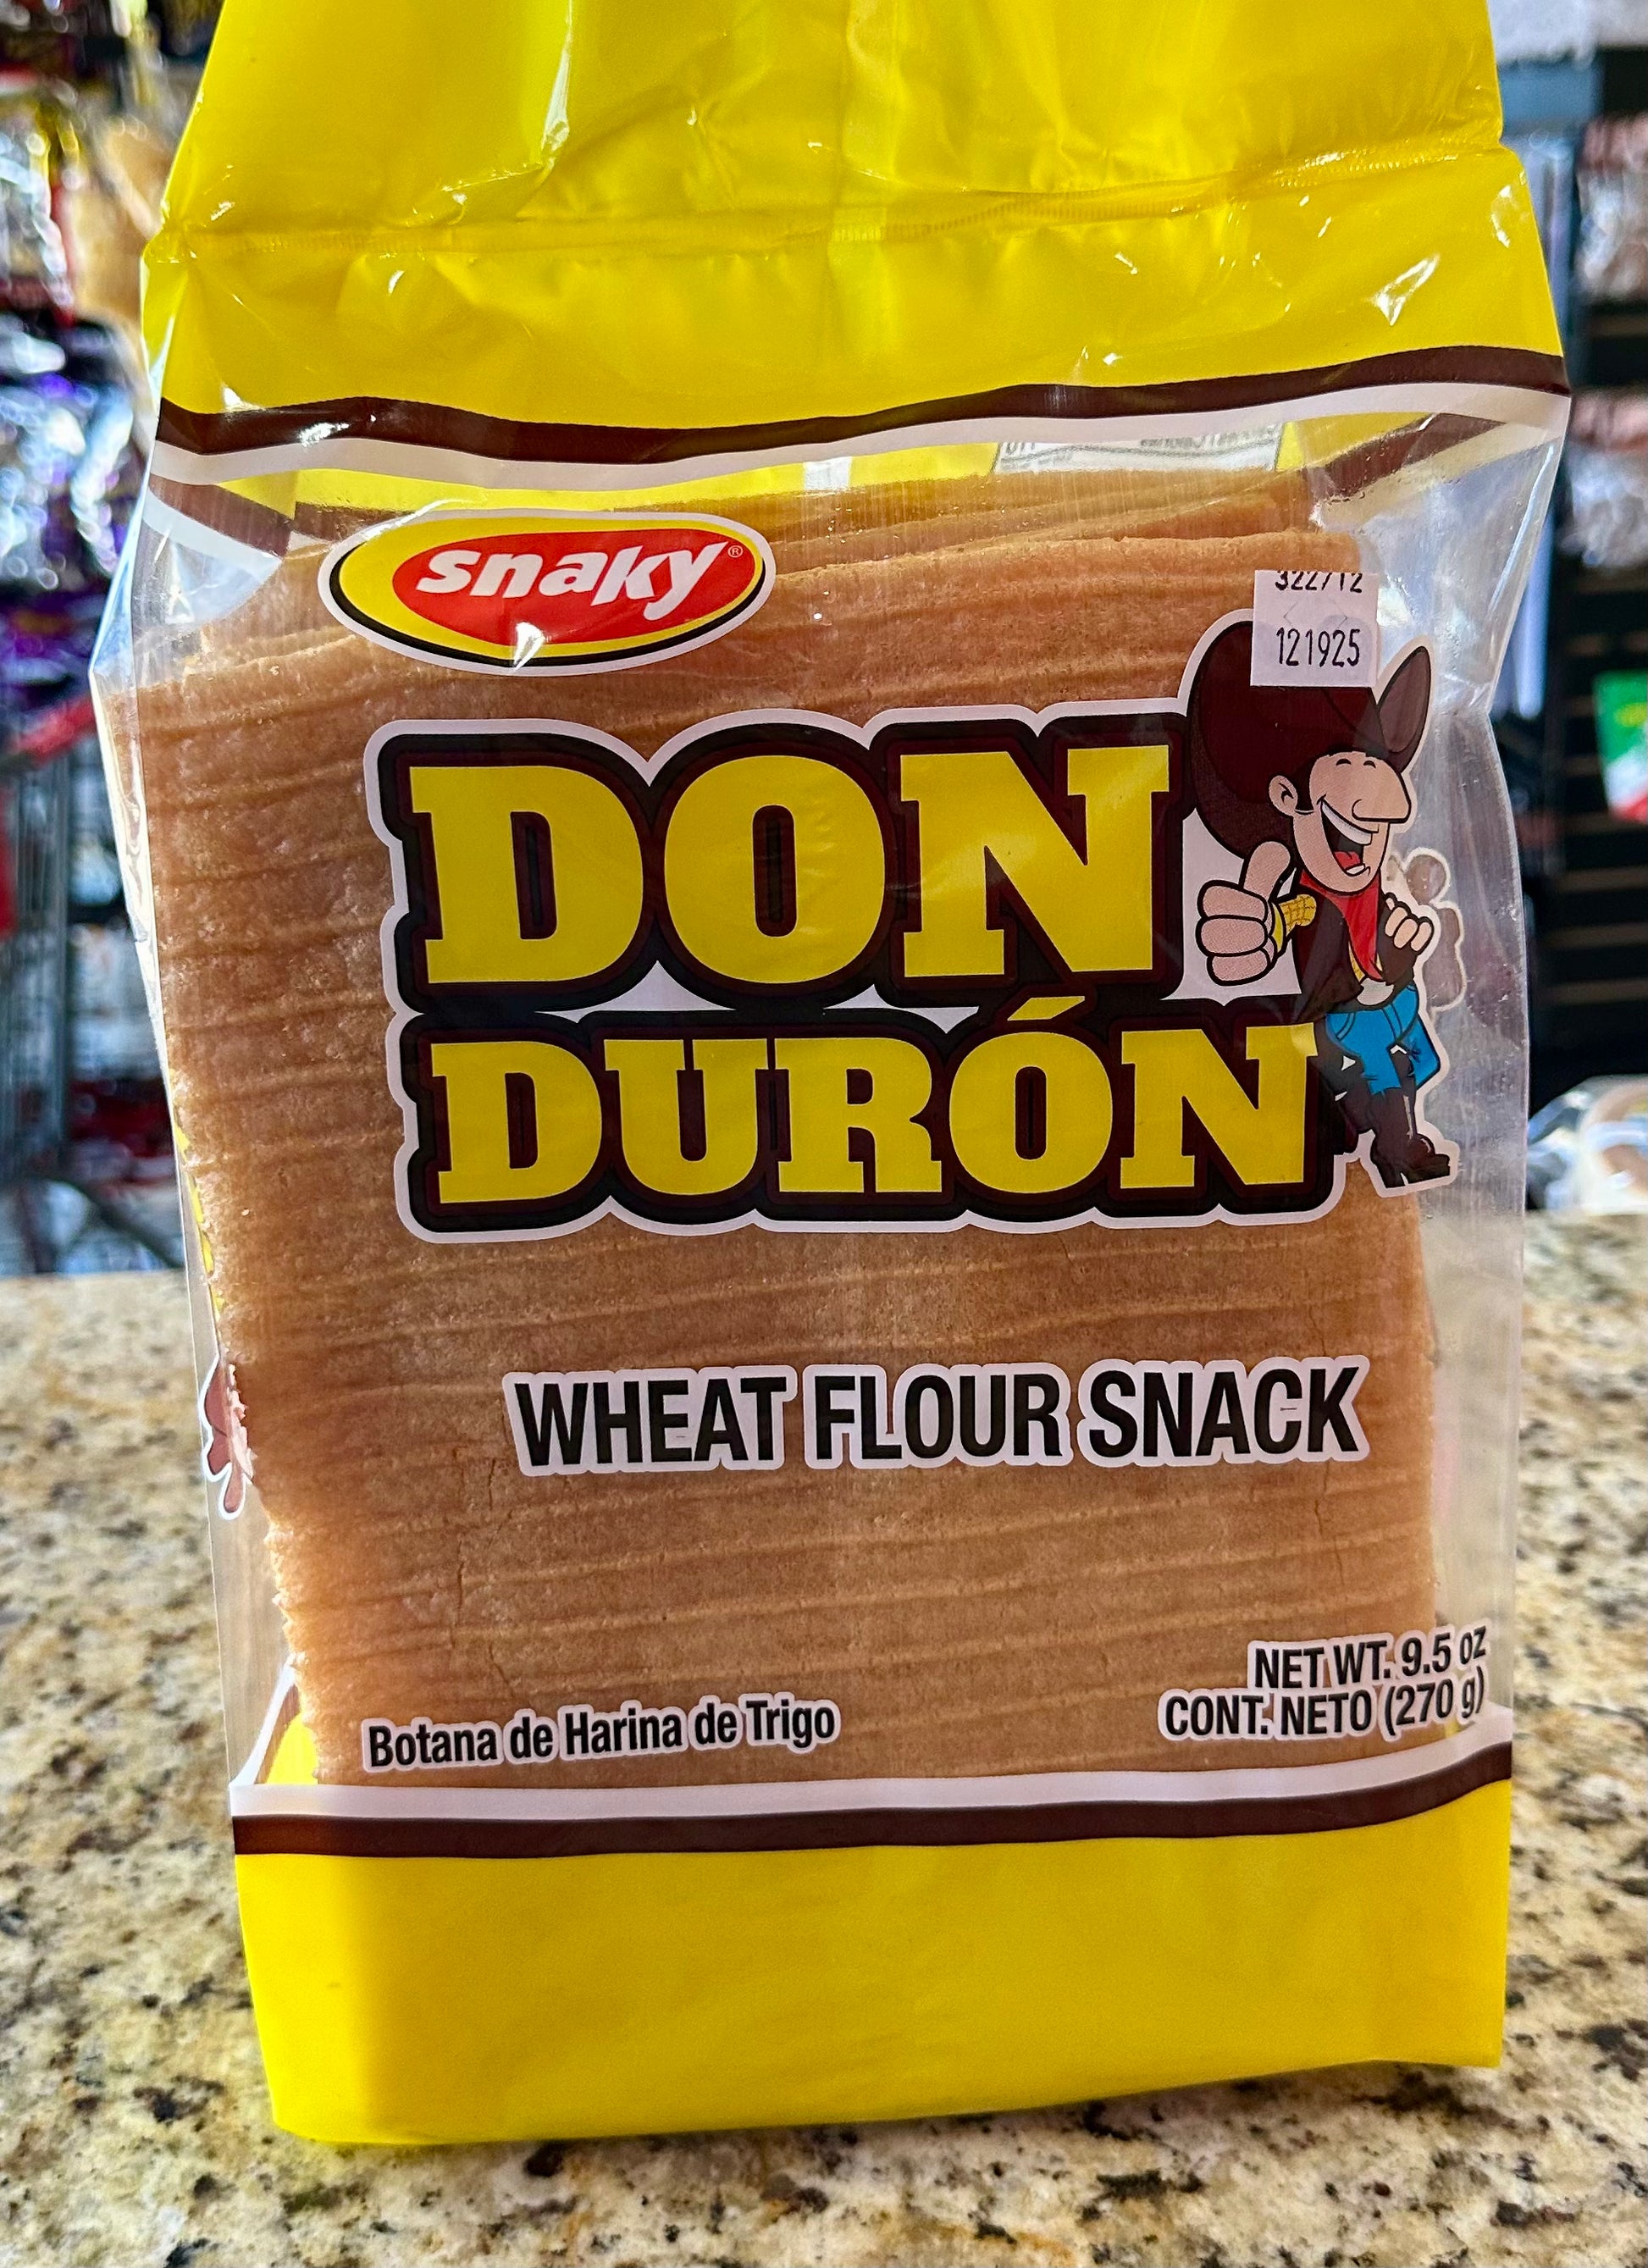 snaky®
121925
DON
DURÓN
WHEAT FLOUR SNACK
NET WT. 9.5 oz
CONT. NETO (270 g)
Botana de Harina de Trigo